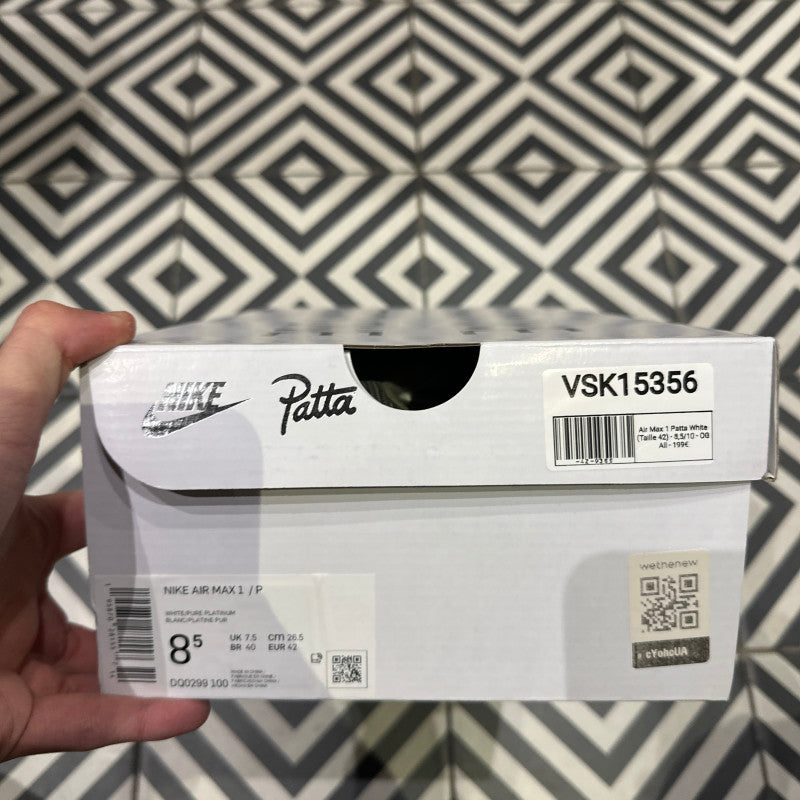 NIKE
Patta
VSK15356
Air Max 1 Patta White
(Taille 42) - 8,5/10 - OG
All - 199€
wethenew
cYohcUA
NIKE AIR MAX 1 / P
WHITE/PURE PLATINUM
BLANC/PLATINE PUR
8⁵
UK 7.5 CM 26.5
BR 40 EUR 42
DQ0299 100
MADE IN CHINA